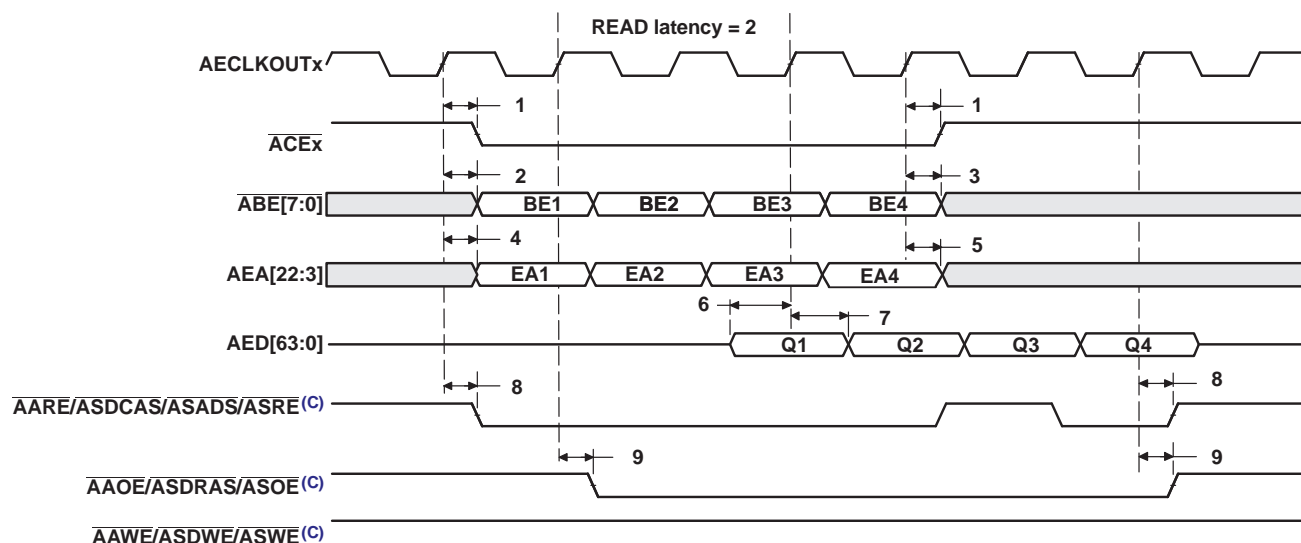 READ latency = 2
AECLKOUTx
1 1
ACEx
2 3
ABE[7:0] BE1 BE2 BE3 BE4
4 5
AEA[22:3] EA1 EA2 EA3 EA4
6 7
AED[63:0] Q1 Q2 Q3 Q4
8 8
AARE/ASDCAS/ASADS/ASRE(C)
9 9
AAOE/ASDRAS/ASOE(C)
AAWE/ASDWE/ASWE(C)